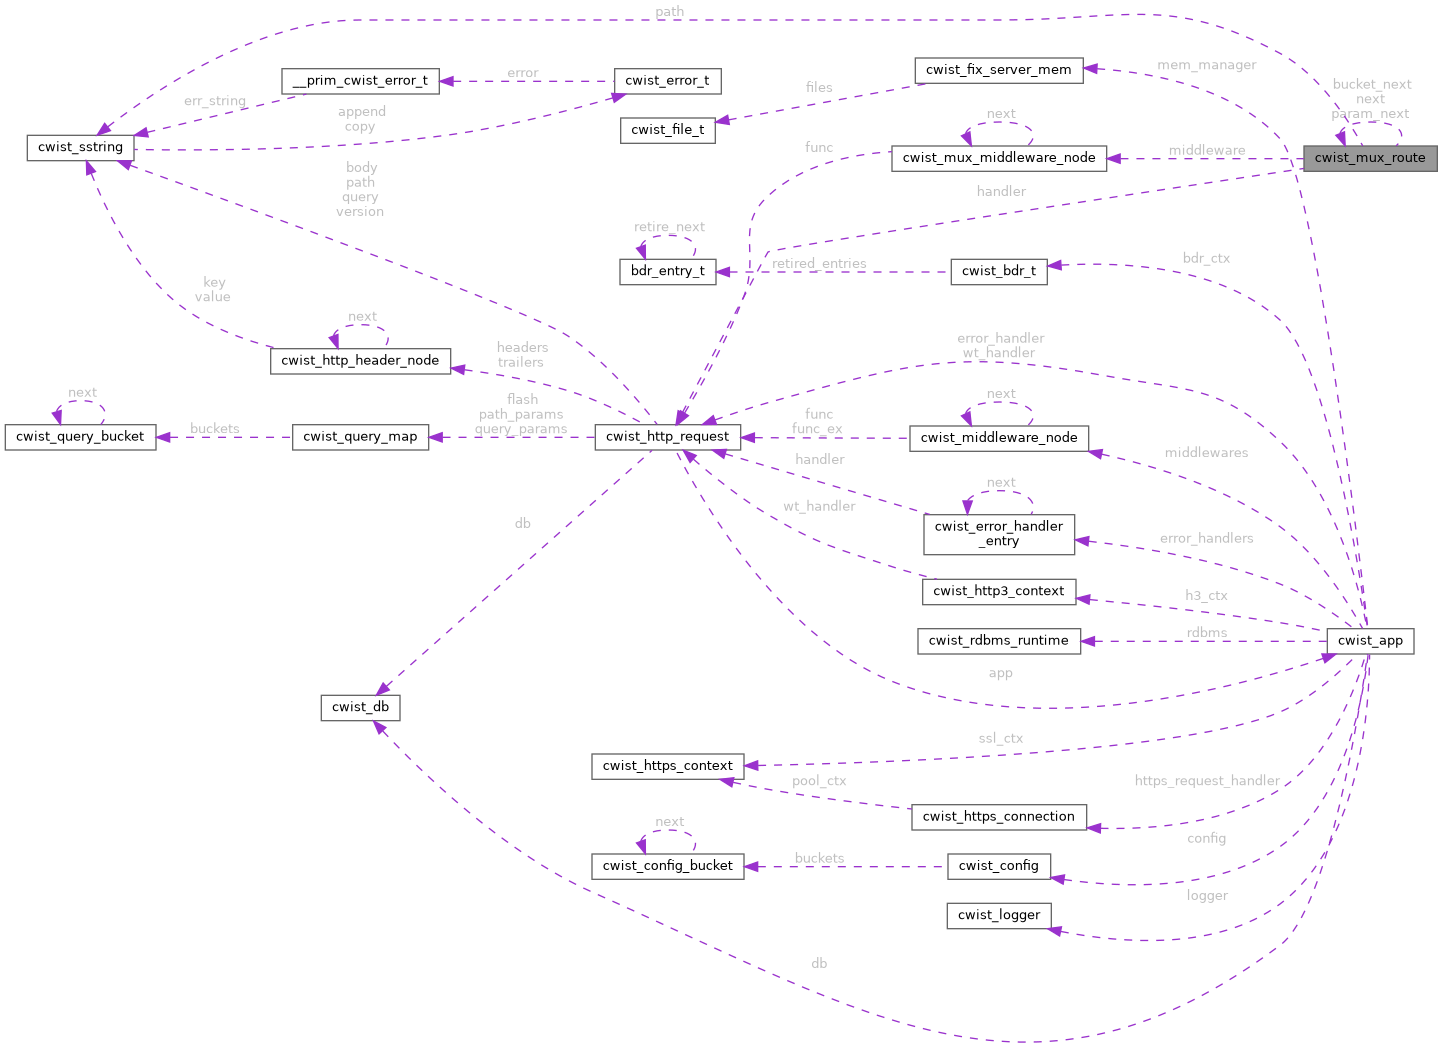 path
__prim_cwist_error_t
error
cwist_error_t
cwist_fix_server_mem
mem_manager
files
bucket_next
next
param_next
err_string
append
copy
cwist_file_t
next
cwist_sstring
func
cwist_mux_middleware_node
middleware
cwist_mux_route
body
path
query
version
handler
retire_next
bdr_entry_t
retired_entries
cwist_bdr_t
bdr_ctx
key
value
next
cwist_http_header_node
headers
trailers
error_handler
wt_handler
next
cwist_query_bucket
buckets
cwist_query_map
flash
path_params
query_params
cwist_http_request
func
func_ex
next
cwist_middleware_node
middlewares
handler
next
cwist_error_handler
_entry
error_handlers
db
wt_handler
cwist_http3_context
h3_ctx
cwist_rdbms_runtime
rdbms
cwist_app
app
cwist_db
ssl_ctx
cwist_https_context
pool_ctx
https_request_handler
cwist_https_connection
next
cwist_config_bucket
buckets
cwist_config
config
cwist_logger
logger
db